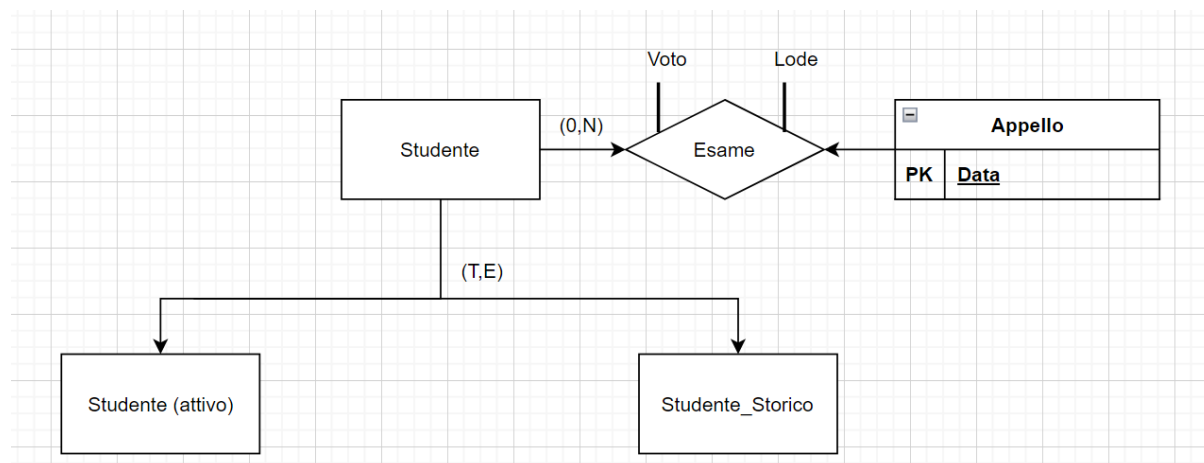 Voto
Lode
Studente
(0,N)
Esame
Appello
PK
Data
(T,E)
Studente (attivo)
Studente_Storico